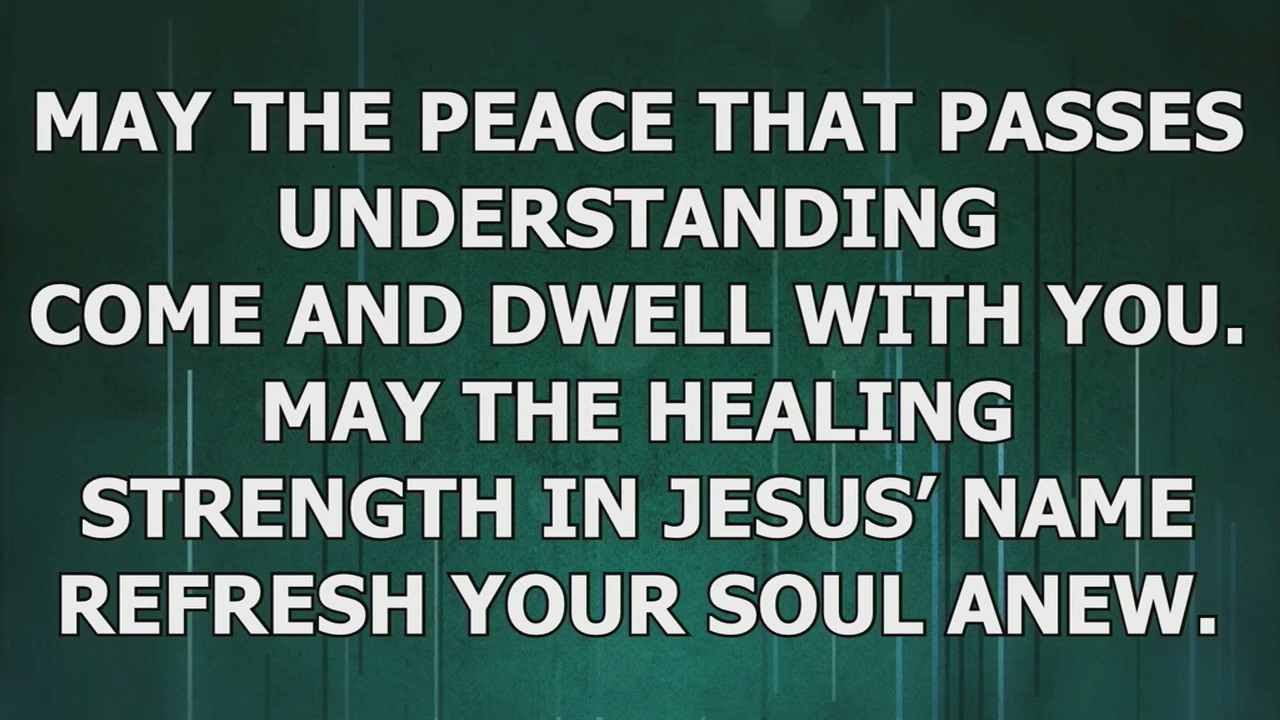 MAY THE PEACE THAT PASSES
UNDERSTANDING
COME AND DWELL WITH YOU.
MAY THE HEALING
STRENGTH IN JESUS’ NAME
REFRESH YOUR SOUL ANEW.